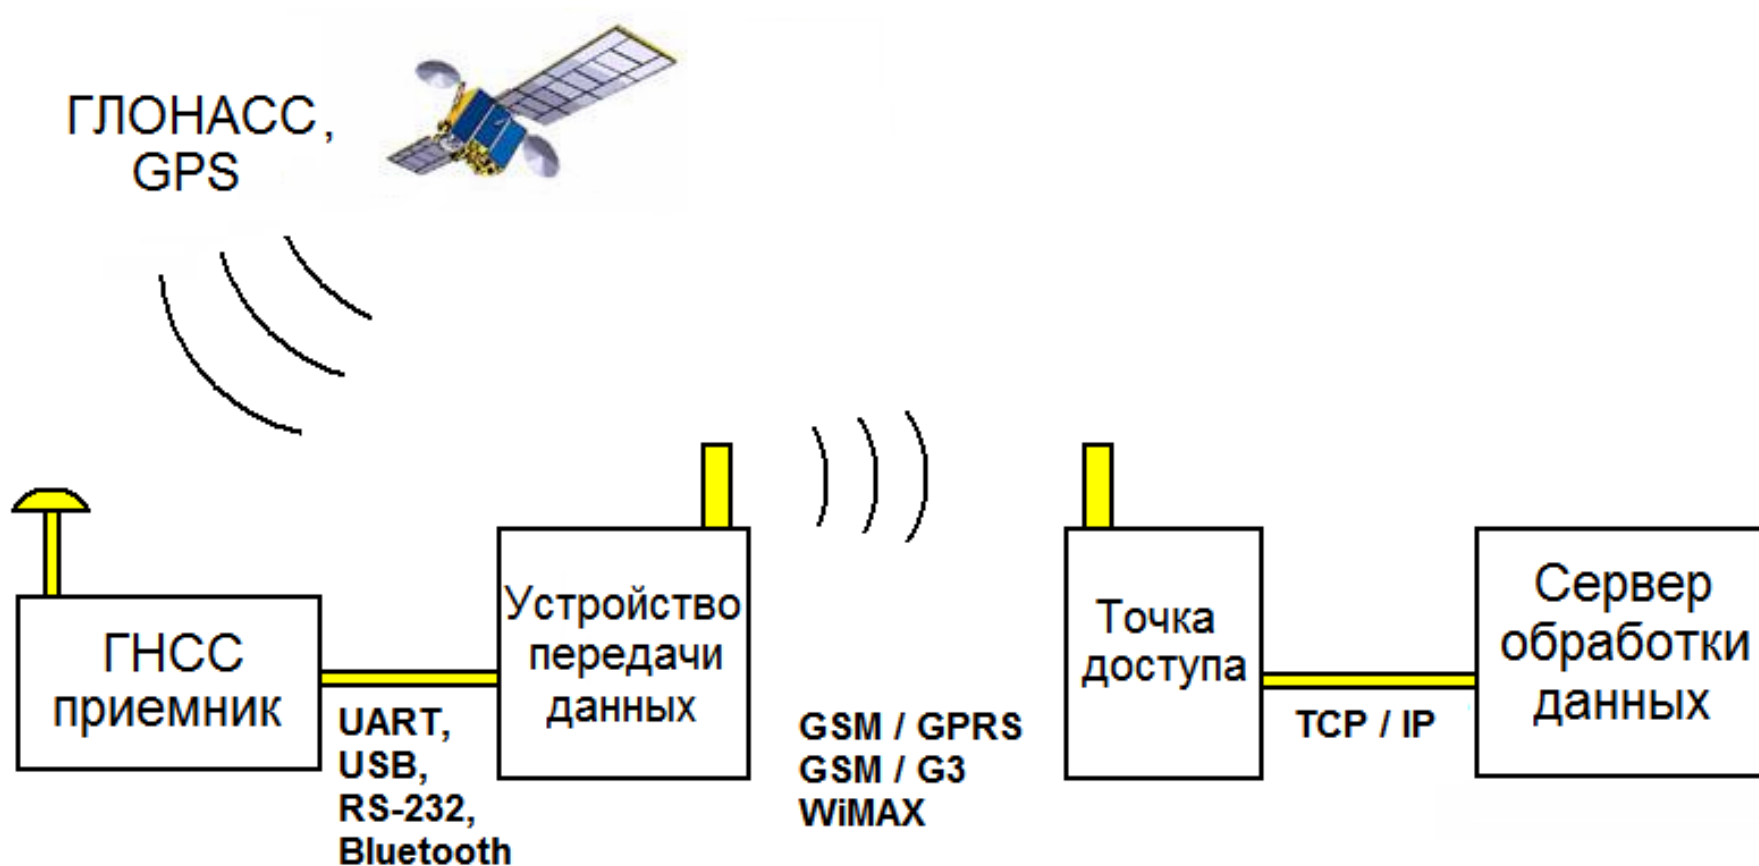 ГЛОНАСС,
GPS
ГНСС
приемник
UART,
USB,
RS-232,
Bluetooth
Устройство
передачи
данных
GSM / GPRS
GSM / G3
WiMAX
Точка
доступа
TCP / IP
Сервер
обработки
данных